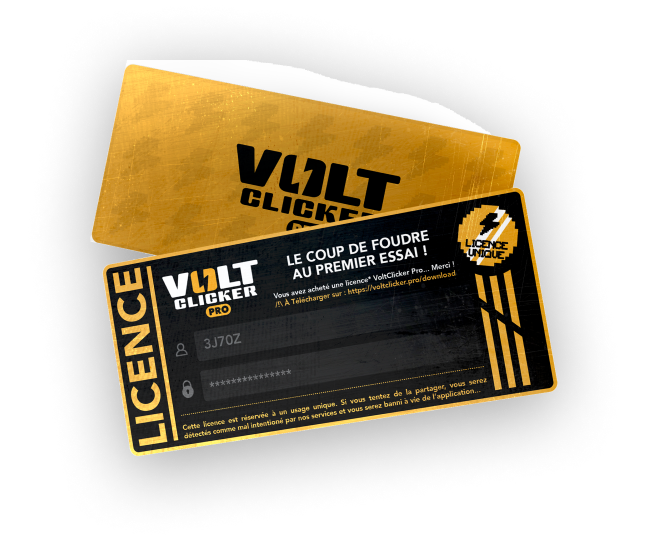 VOLT
CLICKER
LICENCE
VOLT
CLICKER
PRO
LE COUP DE FOUDRE
AU PREMIER ESSAI !
Vous avez acheté une licence* VoltClicker Pro... Merci !
/!\ À Télécharger sur : https://voltclicker.pro/download
LICENCE
UNIQUE
3J70Z
***************
Cette licence est réservée à un usage unique. Si vous tentez de la partager, vous serez
détectés comme mal intentioné par nos services et vous serez banni à vie de l'application...